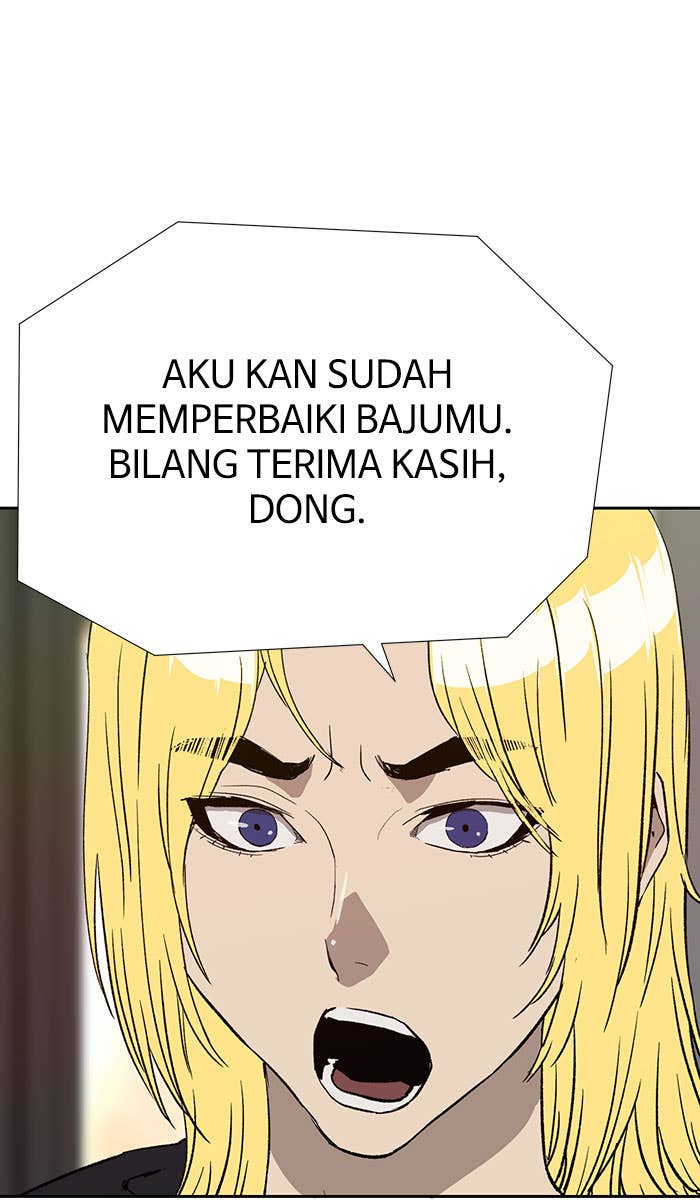 AKU KAN SUDAH
MEMPERBAIKI BAJUMU.
BILANG TERIMA KASIH,
DONG.